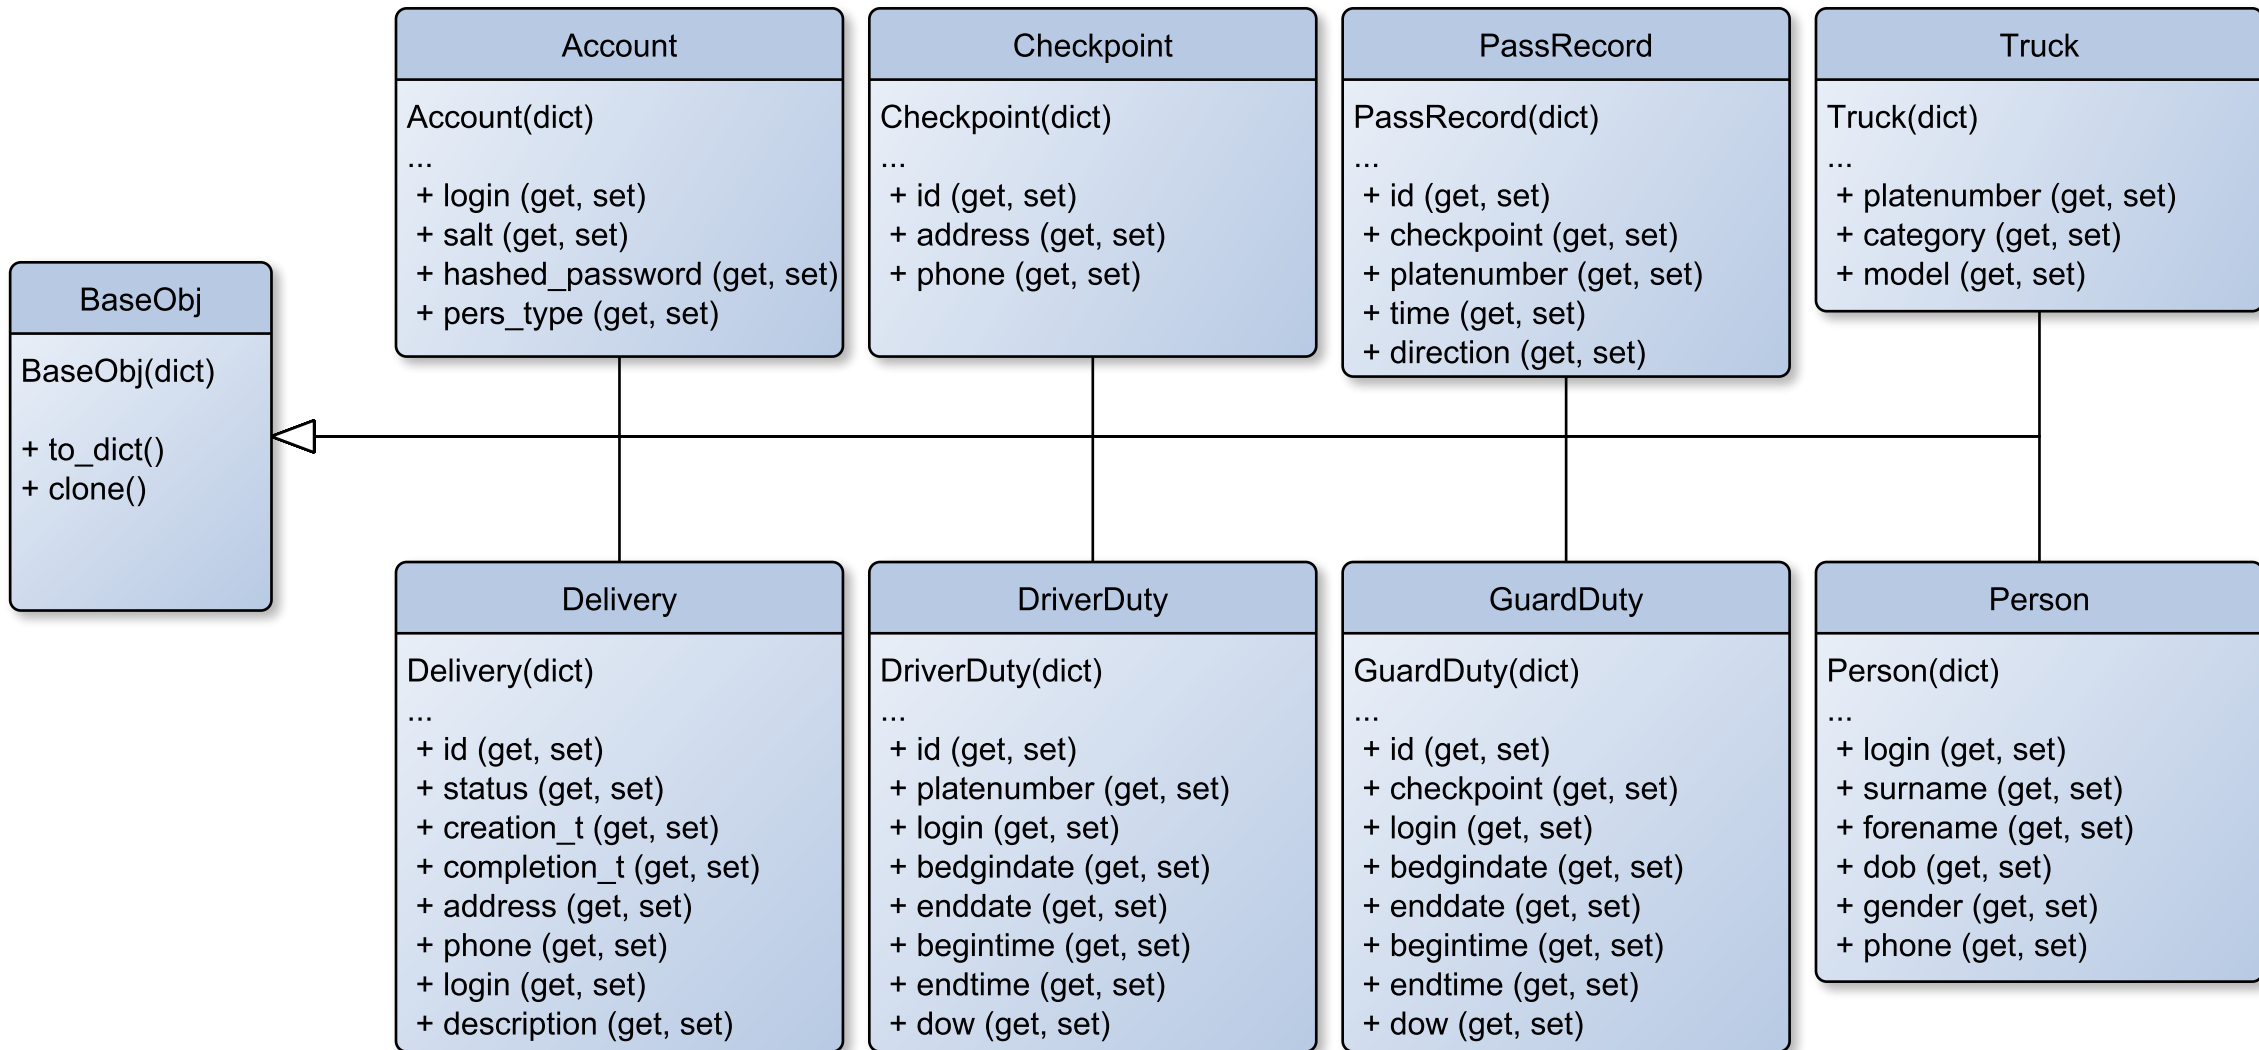 Account
Account(dict)
...
+ login (get, set)
+ salt (get, set)
+ hashed_password (get, set)
+ pers_type (get, set)
Checkpoint
Checkpoint(dict)
...
+ id (get, set)
+ address (get, set)
+ phone (get, set)
PassRecord
PassRecord(dict)
...
+ id (get, set)
+ checkpoint (get, set)
+ platenumber (get, set)
+ time (get, set)
+ direction (get, set)
Truck
Truck(dict)
...
+ platenumber (get, set)
+ category (get, set)
+ model (get, set)
BaseObj
BaseObj(dict)
+ to_dict()
+ clone()
Delivery
Delivery(dict)
...
+ id (get, set)
+ status (get, set)
+ creation_t (get, set)
+ completion_t (get, set)
+ address (get, set)
+ phone (get, set)
+ login (get, set)
+ description (get, set)
DriverDuty
DriverDuty(dict)
...
+ id (get, set)
+ platenumber (get, set)
+ login (get, set)
+ bedgindate (get, set)
+ enddate (get, set)
+ begintime (get, set)
+ endtime (get, set)
+ dow (get, set)
GuardDuty
GuardDuty(dict)
...
+ id (get, set)
+ checkpoint (get, set)
+ login (get, set)
+ bedgindate (get, set)
+ enddate (get, set)
+ begintime (get, set)
+ endtime (get, set)
+ dow (get, set)
Person
Person(dict)
...
+ login (get, set)
+ surname (get, set)
+ forename (get, set)
+ dob (get, set)
+ gender (get, set)
+ phone (get, set)